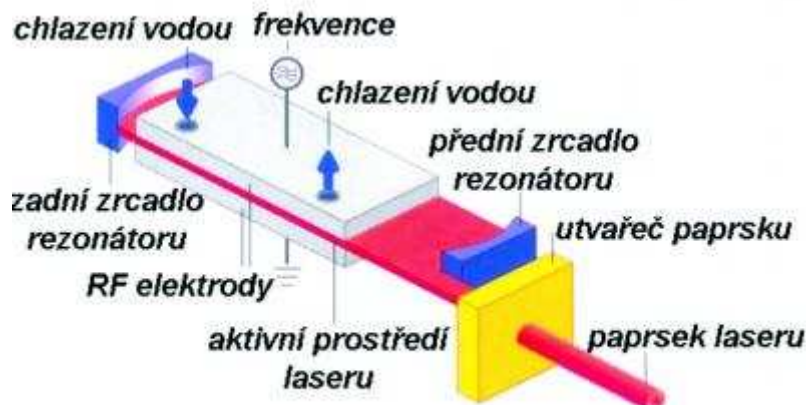 chlazení vodou
frekvence
chlazení vodou
přední zrcadlo
rezonátoru
zadní zrcadlo
rezonátoru
utvařeč paprsku
RF elektrody
aktivní prostředí
laseru
paprsek laseru